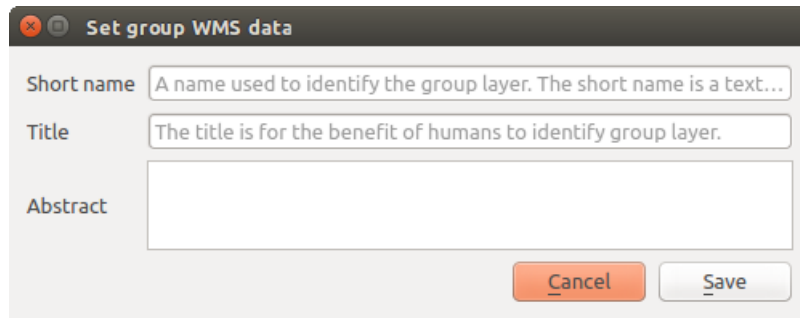 Set group WMS data
Short name A name used to identify the group layer. The short name is a text...
Title The title is for the benefit of humans to identify group layer.
Abstract
Cancel Save